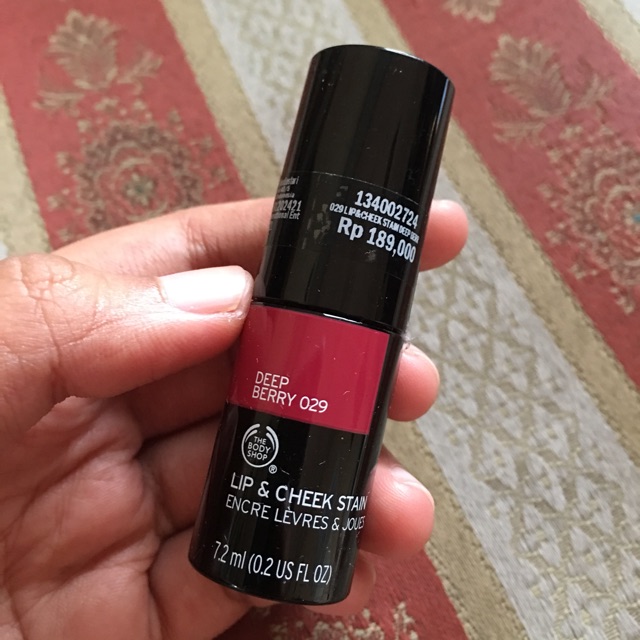 134002724
029 LIP&CHEEK STAIN DEEP BERRY
Rp 189,000
02421
DEEP
BERRY 029
THE
BODY
SHOP
®
LIP & CHEEK STAIN
ENCRE LÈVRES & JOUES
7.2 ml (0.2 US FL OZ)